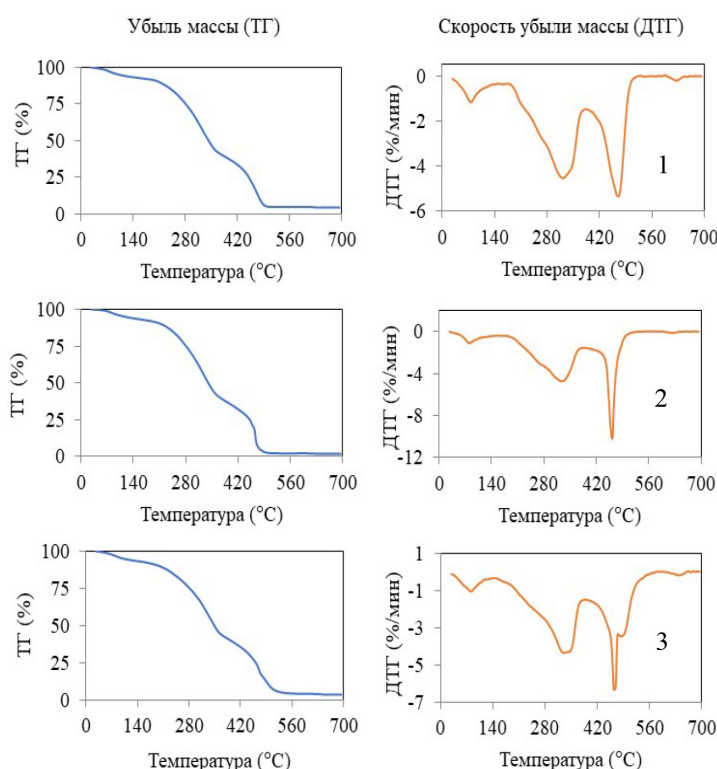 Убыль массы (ТГ)
Скорость убыли массы (ДТГ)
ТГ (%)
100
75
50
25
0
0 140 280 420 560 700
Температура (°C)
ДТГ (%/мин)
0
-2
-4
-6
1
0 140 280 420 560 700
Температура (°C)
ТГ (%)
100
75
50
25
0
0 140 280 420 560 700
Температура (°C)
ДТГ (%/мин)
0
-4
-8
-12
2
0 140 280 420 560 700
Температура (°C)
ТГ (%)
100
75
50
25
0
0 140 280 420 560 700
Температура (°C)
ДТГ (%/мин)
1
-1
-3
-5
-7
3
0 140 280 420 560 700
Температура (°C)